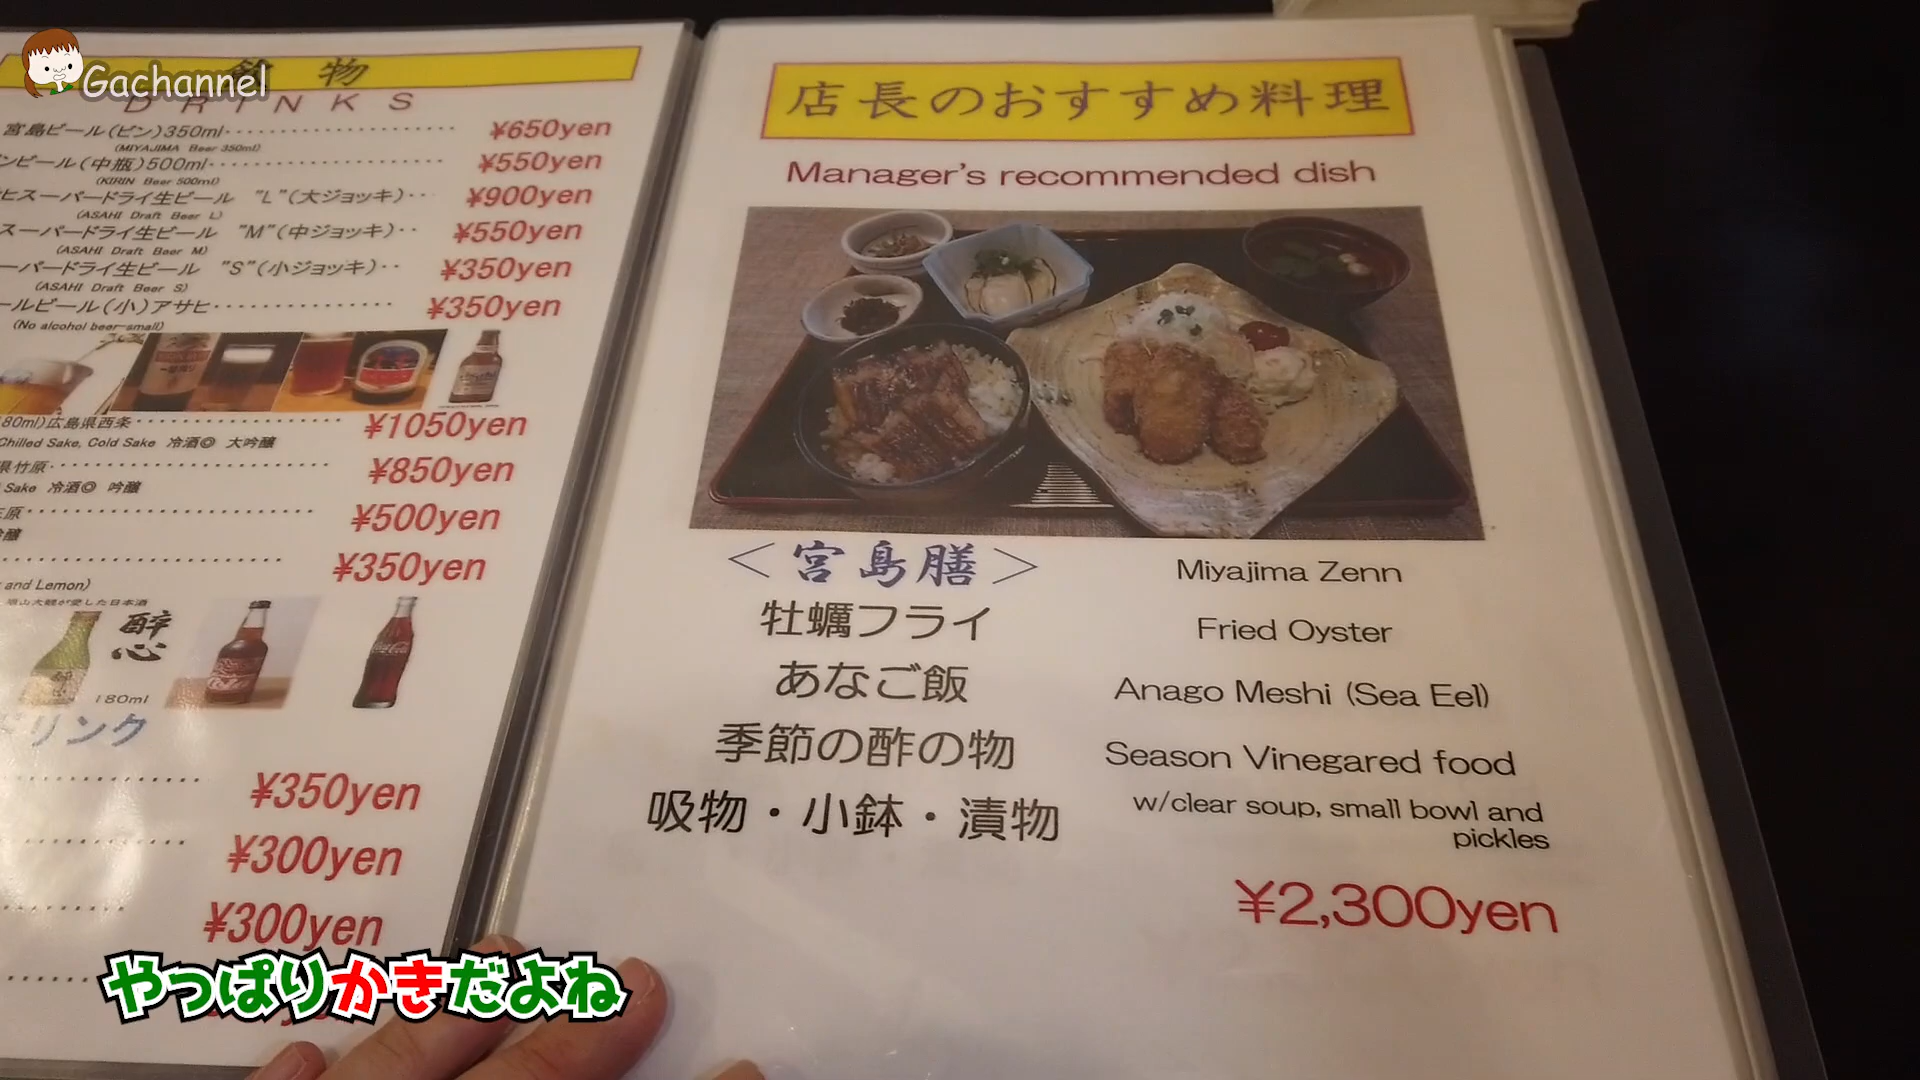 Gachannel
飲物
DRINKS
宮島ビール(ビン)350ml ¥650yen
(MIYAJIMA Beer 350ml)
ンビール(中瓶)500ml ¥550yen
(KIRIN Beer 500ml)
ヒスーパードライ生ビール "L"(大ジョッキ) ¥900yen
(ASAHI Draft Beer L)
スーパードライ生ビール "M"(中ジョッキ) ¥550yen
(ASAHI Draft Beer M)
ーパードライ生ビール "S"(小ジョッキ) ¥350yen
(ASAHI Draft Beer S)
ールビール(小)アサヒ ¥350yen
(No alcohol beer-small)
80ml)広島県西条 ¥1050yen
Chilled Sake, Cold Sake 冷酒◎ 大吟醸
県竹原 ¥850yen
Sake 冷酒◎ 吟醸
原 ¥500yen
醸
¥350yen
and Lemon)
酔心
180ml
ドリンク
¥350yen
¥300yen
¥300yen
店長のおすすめ料理
Manager's recommended dish
<宮島膳> Miyajima Zenn
牡蠣フライ Fried Oyster
あなご飯 Anago Meshi (Sea Eel)
季節の酢の物 Season Vinegared food
吸物・小鉢・漬物 w/clear soup, small bowl and
pickles
¥2,300yen
やっぱりかきだよね